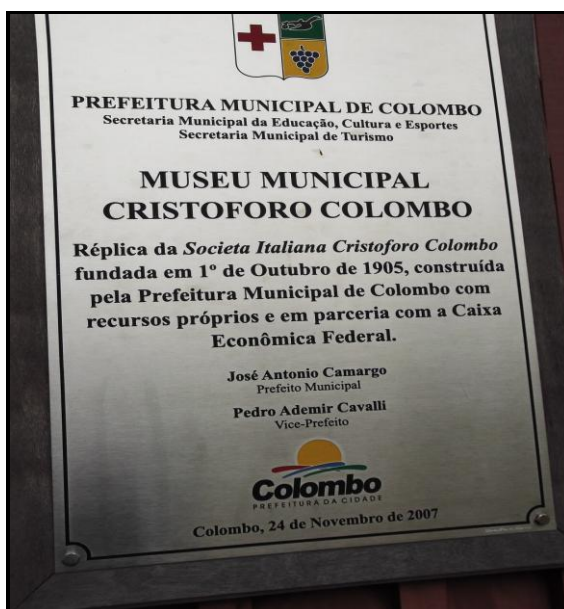 PREFEITURA MUNICIPAL DE COLOMBO
Secretaria Municipal da Educação, Cultura e Esportes
Secretaria Municipal de Turismo
MUSEU MUNICIPAL
CRISTOFORO COLOMBO
Réplica da Societa Italiana Cristoforo Colombo
fundada em 1º de Outubro de 1905, construída
pela Prefeitura Municipal de Colombo com
recursos próprios e em parceria com a Caixa
Econômica Federal.
José Antonio Camargo
Prefeito Municipal
Pedro Ademir Cavalli
Vice-Prefeito
Colombo
PREFEITURA DA CIDADE
Colombo, 24 de Novembro de 2007